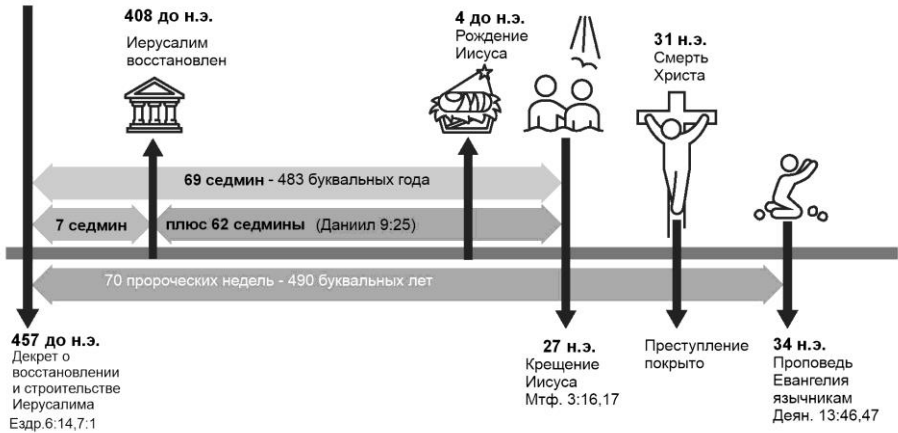 408 до н.э.
Иерусалим
восстановлен
4 до н.э.
Рождение
Иисуса
31 н.э.
Смерть
Христа
69 седмин - 483 буквальных года
7 седмин
плюс 62 седмины (Даниил 9:25)
70 пророческих недель - 490 буквальных лет
457 до н.э.
Декрет о
восстановлении
и строительстве
Иерусалима
Ездр.6:14,7:1
27 н.э.
Крещение
Иисуса
Мтф. 3:16,17
Преступление
покрыто
34 н.э.
Проповедь
Евангелия
язычникам
Деян. 13:46,47